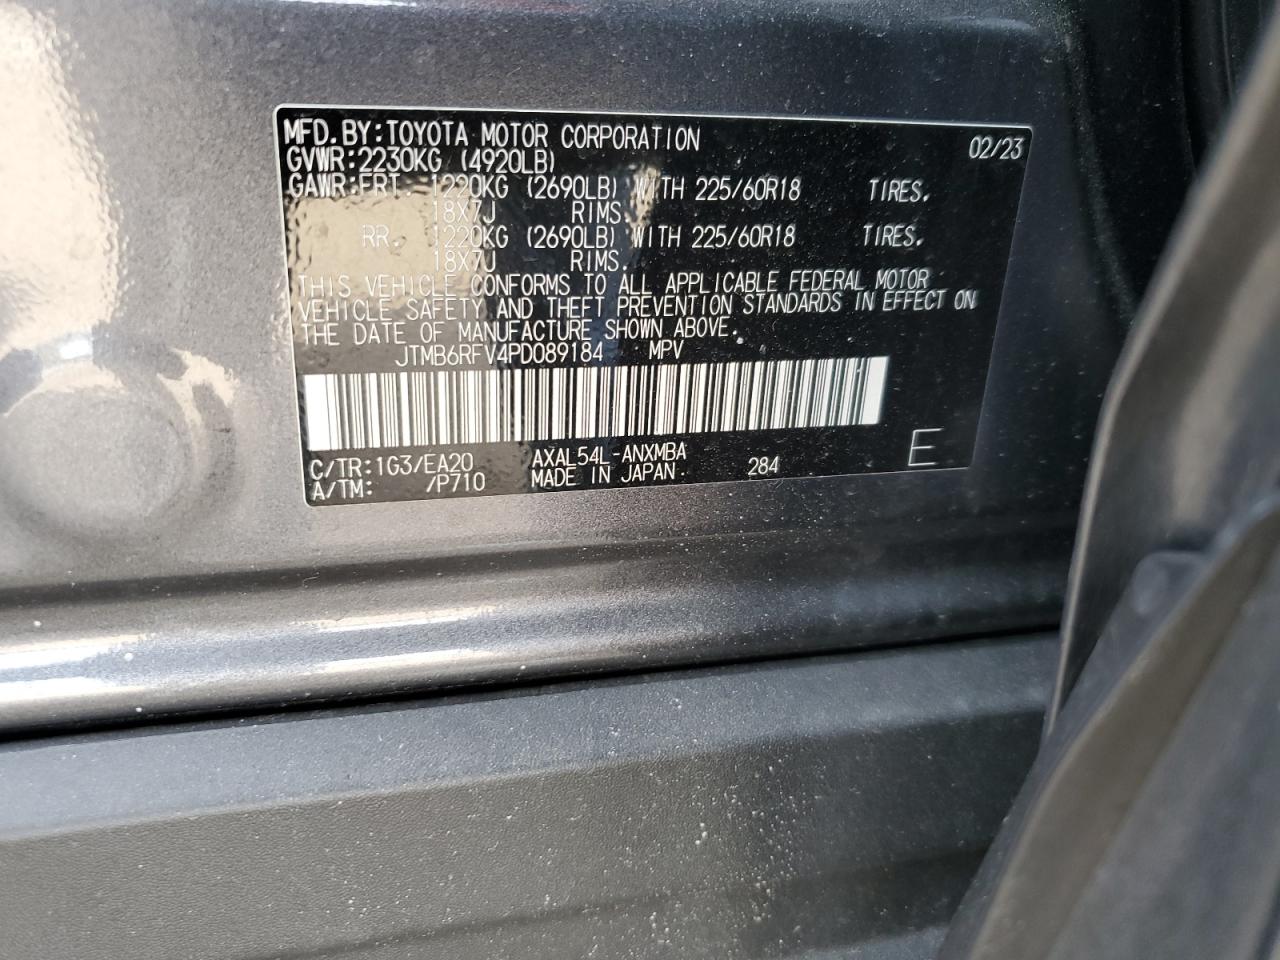 MFD.BY:TOYOTA MOTOR CORPORATION 02/23
GVWR:2230KG (4920LB)
GAWR:FRT. 1220KG (2690LB) WITH 225/60R18 TIRES.
18X7J RIMS.
RR. 1220KG (2690LB) WITH 225/60R18 TIRES.
18X7J RIMS.
THIS VEHICLE CONFORMS TO ALL APPLICABLE FEDERAL MOTOR
VEHICLE SAFETY AND THEFT PREVENTION STANDARDS IN EFFECT ON
THE DATE OF MANUFACTURE SHOWN ABOVE.
JTMB6RFV4PD089184 MPV
C/TR:1G3/EA20 AXAL54L-ANXMBA
A/TM: /P710 MADE IN JAPAN. 284 E